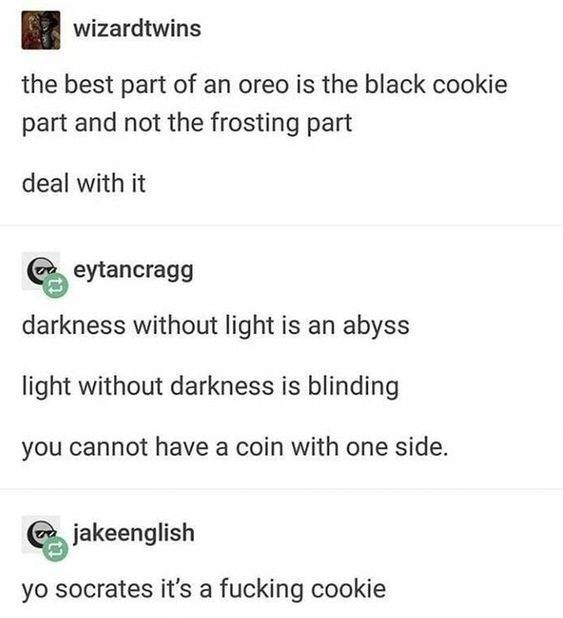 wizardtwins
the best part of an oreo is the black cookie
part and not the frosting part
deal with it
eytancragg
darkness without light is an abyss
light without darkness is blinding
you cannot have a coin with one side.
jakeenglish
yo socrates it's a fucking cookie